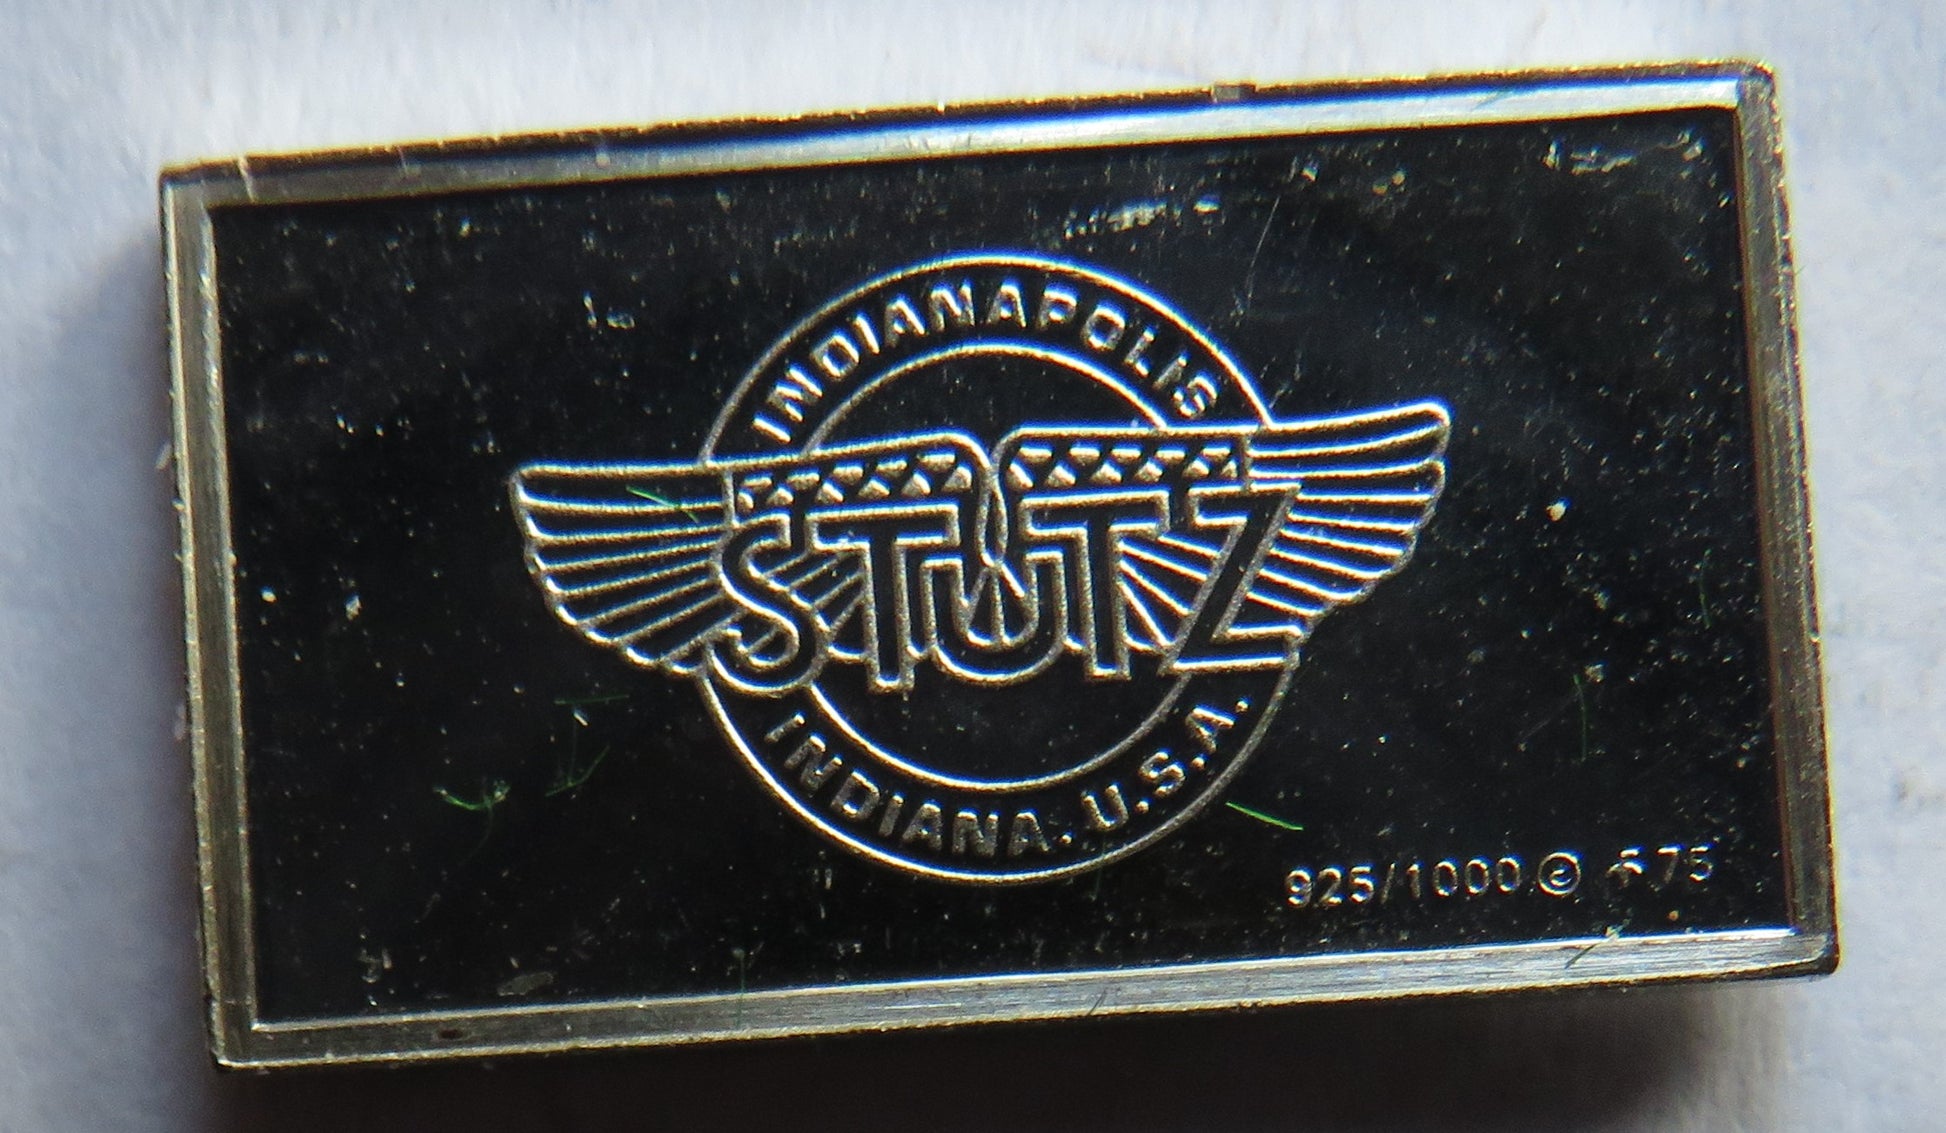 INDIANAPOLIS
STUTZ
INDIANA. U.S.A.
925/1000 © 75